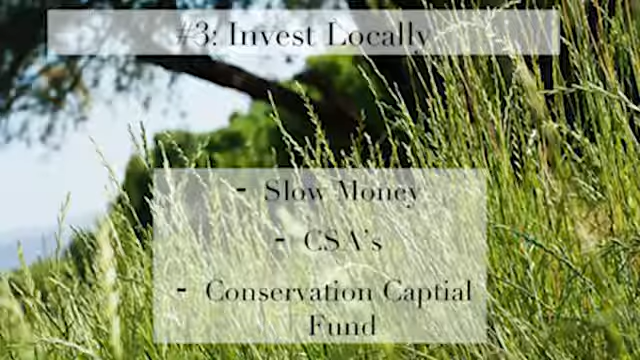 #3: Invest Locally
- Slow Money
- CSA's
- Conservation Captial
Fund